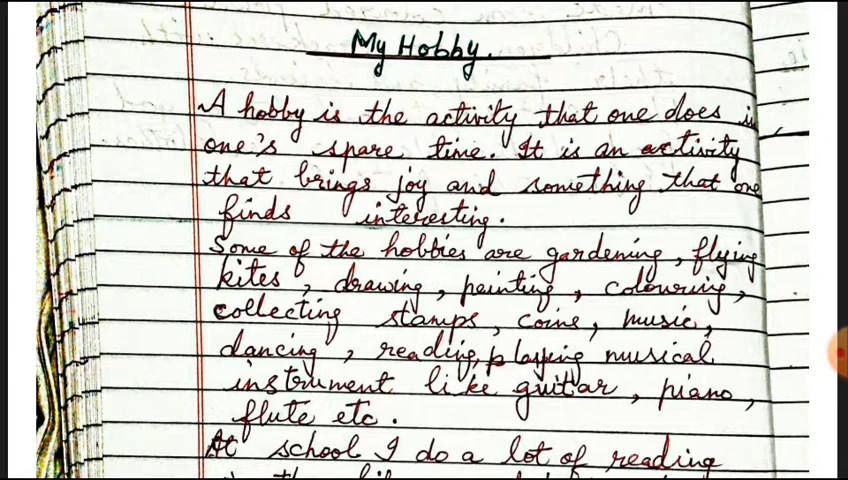 My Hobby.
A hobby is the activity that one does in
one's spare time. It is an activity
that brings joy and something that one
finds interesting.
Some of the hobbies are gardening, flying
kites, drawing, painting, colouring,
collecting stamps, coins, music,
dancing, reading, playing musical
instrument like guitar, piano,
flute etc.
At school I do a lot of reading